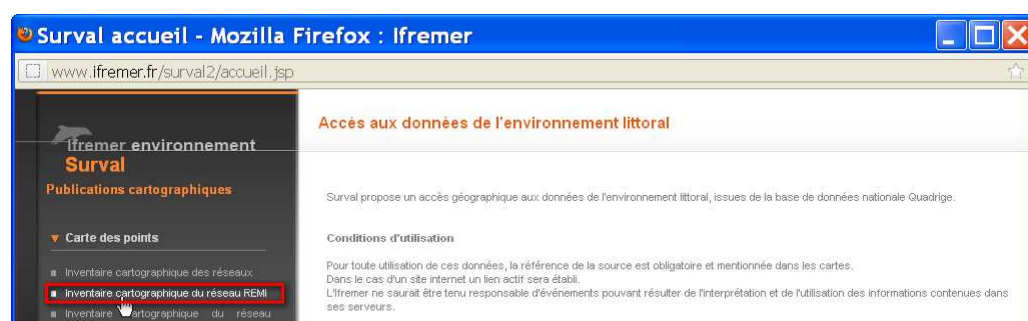 Surval accueil - Mozilla Firefox : Ifremer
www.ifremer.fr/surval2/accueil.jsp
Ifremer environnement
Surval
Publications cartographiques
Carte des points
Inventaire cartographique des réseaux
Inventaire cartographique du réseau REMI
Inventaire cartographique du réseau
Accès aux données de l'environnement littoral
Surval propose un accès géographique aux données de l'environnement littoral, issues de la base de données nationale Quadrige.
Conditions d'utilisation
Pour toute utilisation de ces données, la référence de la source est obligatoire et mentionnée dans les cartes.
Dans le cas d'un site internet un lien actif sera établi.
L'Ifremer ne saurait être tenu responsable d'événements pouvant résulter de l'interprétation et de l'utilisation des informations contenues dans
ses serveurs.